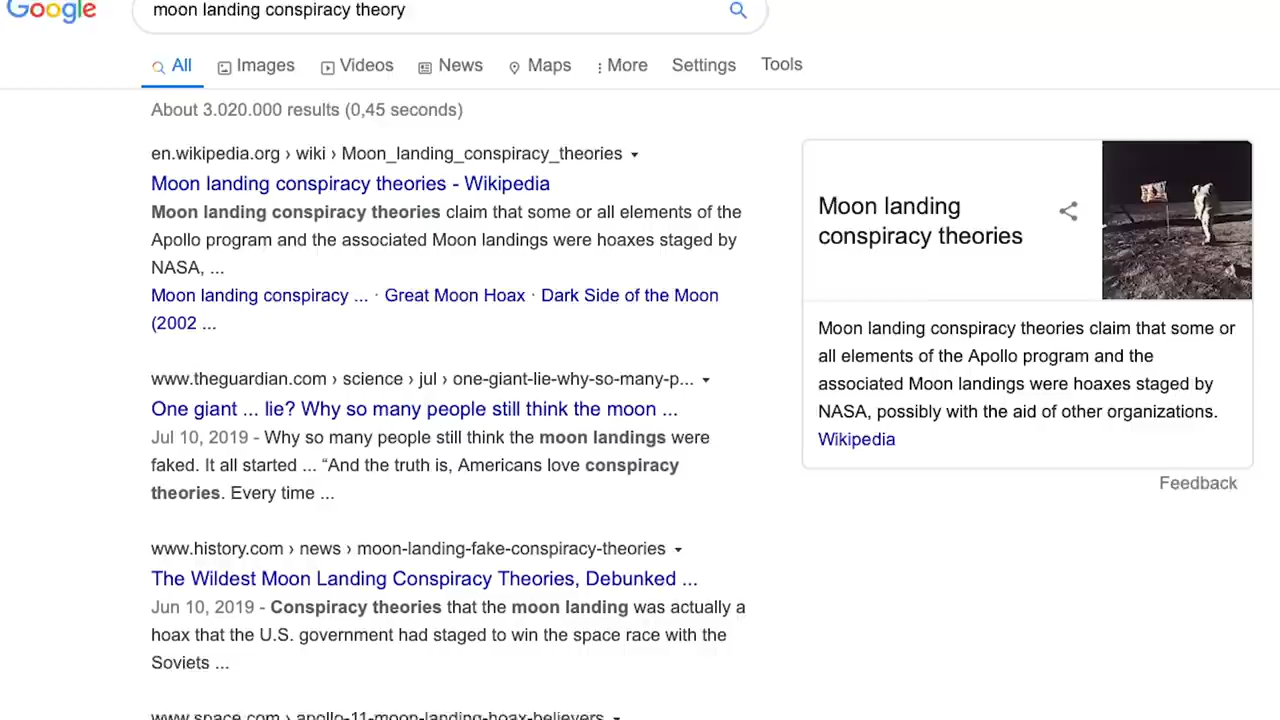 Google
moon landing conspiracy theory
All Images Videos News Maps More Settings Tools
About 3.020.000 results (0,45 seconds)
en.wikipedia.org › wiki › Moon_landing_conspiracy_theories
Moon landing conspiracy theories - Wikipedia
Moon landing conspiracy theories claim that some or all elements of the
Apollo program and the associated Moon landings were hoaxes staged by
NASA, ...
Moon landing conspiracy ... · Great Moon Hoax · Dark Side of the Moon
(2002 ...
www.theguardian.com › science › jul › one-giant-lie-why-so-many-p...
One giant ... lie? Why so many people still think the moon ...
Jul 10, 2019 - Why so many people still think the moon landings were
faked. It all started ... “And the truth is, Americans love conspiracy
theories. Every time ...
www.history.com › news › moon-landing-fake-conspiracy-theories
The Wildest Moon Landing Conspiracy Theories, Debunked ...
Jun 10, 2019 - Conspiracy theories that the moon landing was actually a
hoax that the U.S. government had staged to win the space race with the
Soviets ...
www.space.com › apollo-11-moon-landing-hoax-believers
Moon landing
conspiracy theories
Moon landing conspiracy theories claim that some or
all elements of the Apollo program and the
associated Moon landings were hoaxes staged by
NASA, possibly with the aid of other organizations.
Wikipedia
Feedback